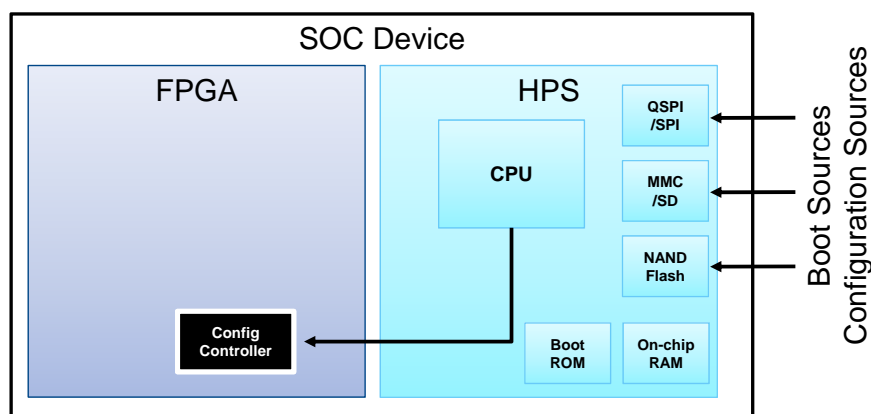 SOC Device
FPGA
HPS
QSPI
/SPI
CPU
MMC
/SD
NAND
Flash
Config
Controller
Boot
ROM
On-chip
RAM
Boot Sources
Configuration Sources